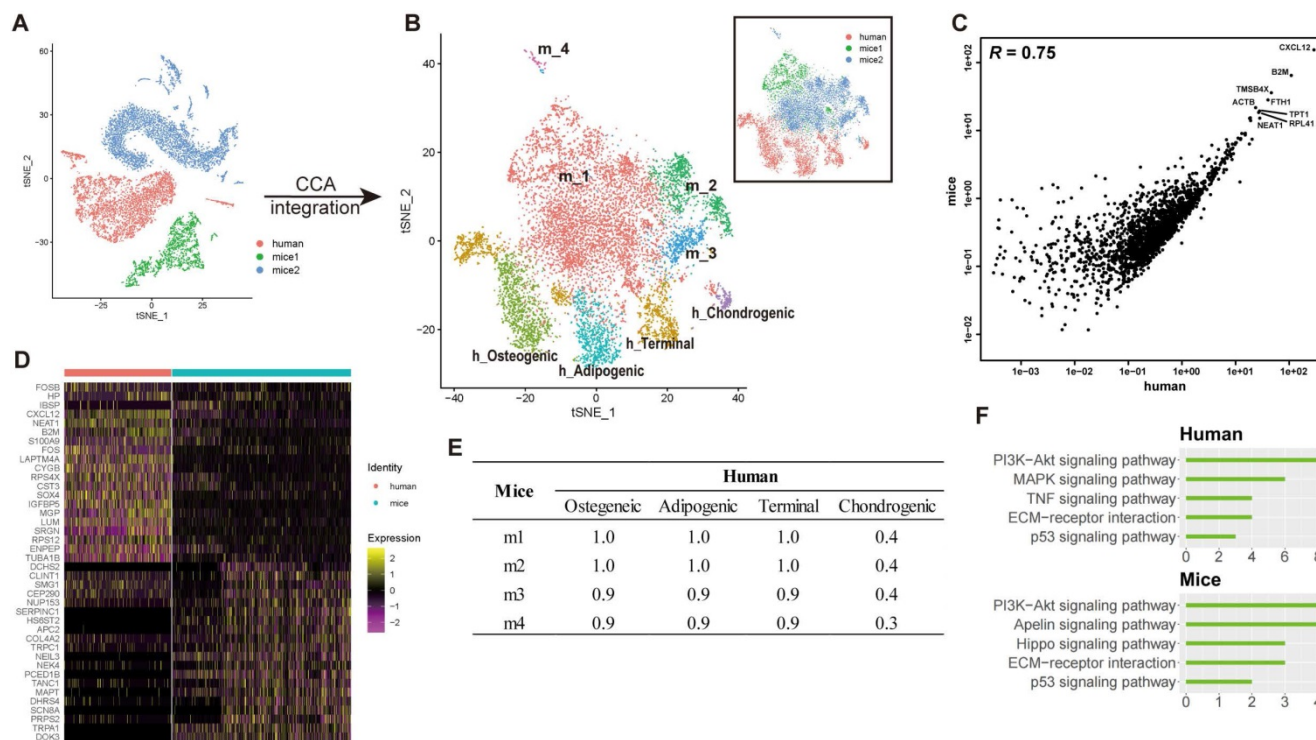 A
60
30
0
-30
tSNE_2
-25
0
25
tSNE_1
human
mice1
mice2
CCA
integration
B
m_4
m_1
m_2
m_3
h_Chondrogenic
h_Terminal
h_Osteogenic
h_Adipogenic
40
20
0
-20
tSNE_2
-40
-20
0
20
40
tSNE_1
human
mice1
mice2
C
R = 0.75
CXCL12
B2M
TMSB4X
FTH1
ACTB
TPT1
RPL41
NEAT1
1e+02
1e+01
1e+00
1e-01
1e-02
mice
1e-03
1e-02
1e-01
1e+00
1e+01
1e+02
human
D
FOSB
HP
IBSP
CXCL12
NEAT1
B2M
S100A9
FOS
LAPTM4A
CYGB
RPS4X
CST3
SOX4
IGFBP5
MGP
LUM
SRGN
RPS12
ENPEP
TUBA1B
DCHS2
CLINT1
SMG1
CEP290
NUP153
SERPINC1
HS6ST2
APC2
COL4A2
TRPC1
NEIL3
NEK4
PCED1B
TANC1
MAPT
DHRS4
SCN8A
PRPS2
TRPA1
DOK3
Identity
human
mice
Expression
2
1
0
-1
-2
E
Mice Human
Ostegeneic Adipogenic Terminal Chondrogenic
m1 1.0 1.0 1.0 0.4
m2 1.0 1.0 1.0 0.4
m3 0.9 0.9 0.9 0.4
m4 0.9 0.9 0.9 0.3
F
Human
PI3K-Akt signaling pathway
MAPK signaling pathway
TNF signaling pathway
ECM-receptor interaction
p53 signaling pathway
0 2 4 6 8
Mice
PI3K-Akt signaling pathway
Apelin signaling pathway
Hippo signaling pathway
ECM-receptor interaction
p53 signaling pathway
0 1 2 3 4